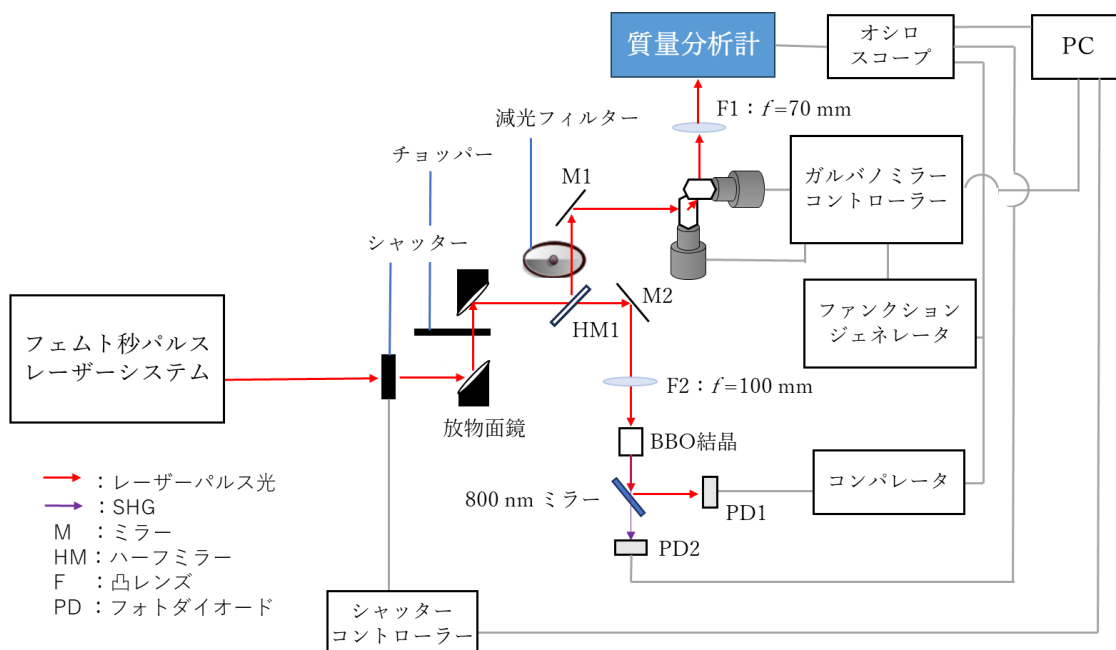 質量分析計
オシロ
スコープ
PC
F1：f=70 mm
減光フィルター
チョッパー
M1
ガルバノミラー
コントローラー
シャッター
M2
HM1
ファンクション
ジェネレータ
フェムト秒パルス
レーザーシステム
F2：f=100 mm
放物面鏡
BBO結晶
：レーザーパルス光
：SHG
M ：ミラー
HM：ハーフミラー
F ：凸レンズ
PD ：フォトダイオード
800 nm ミラー
コンパレータ
PD1
PD2
シャッター
コントローラー